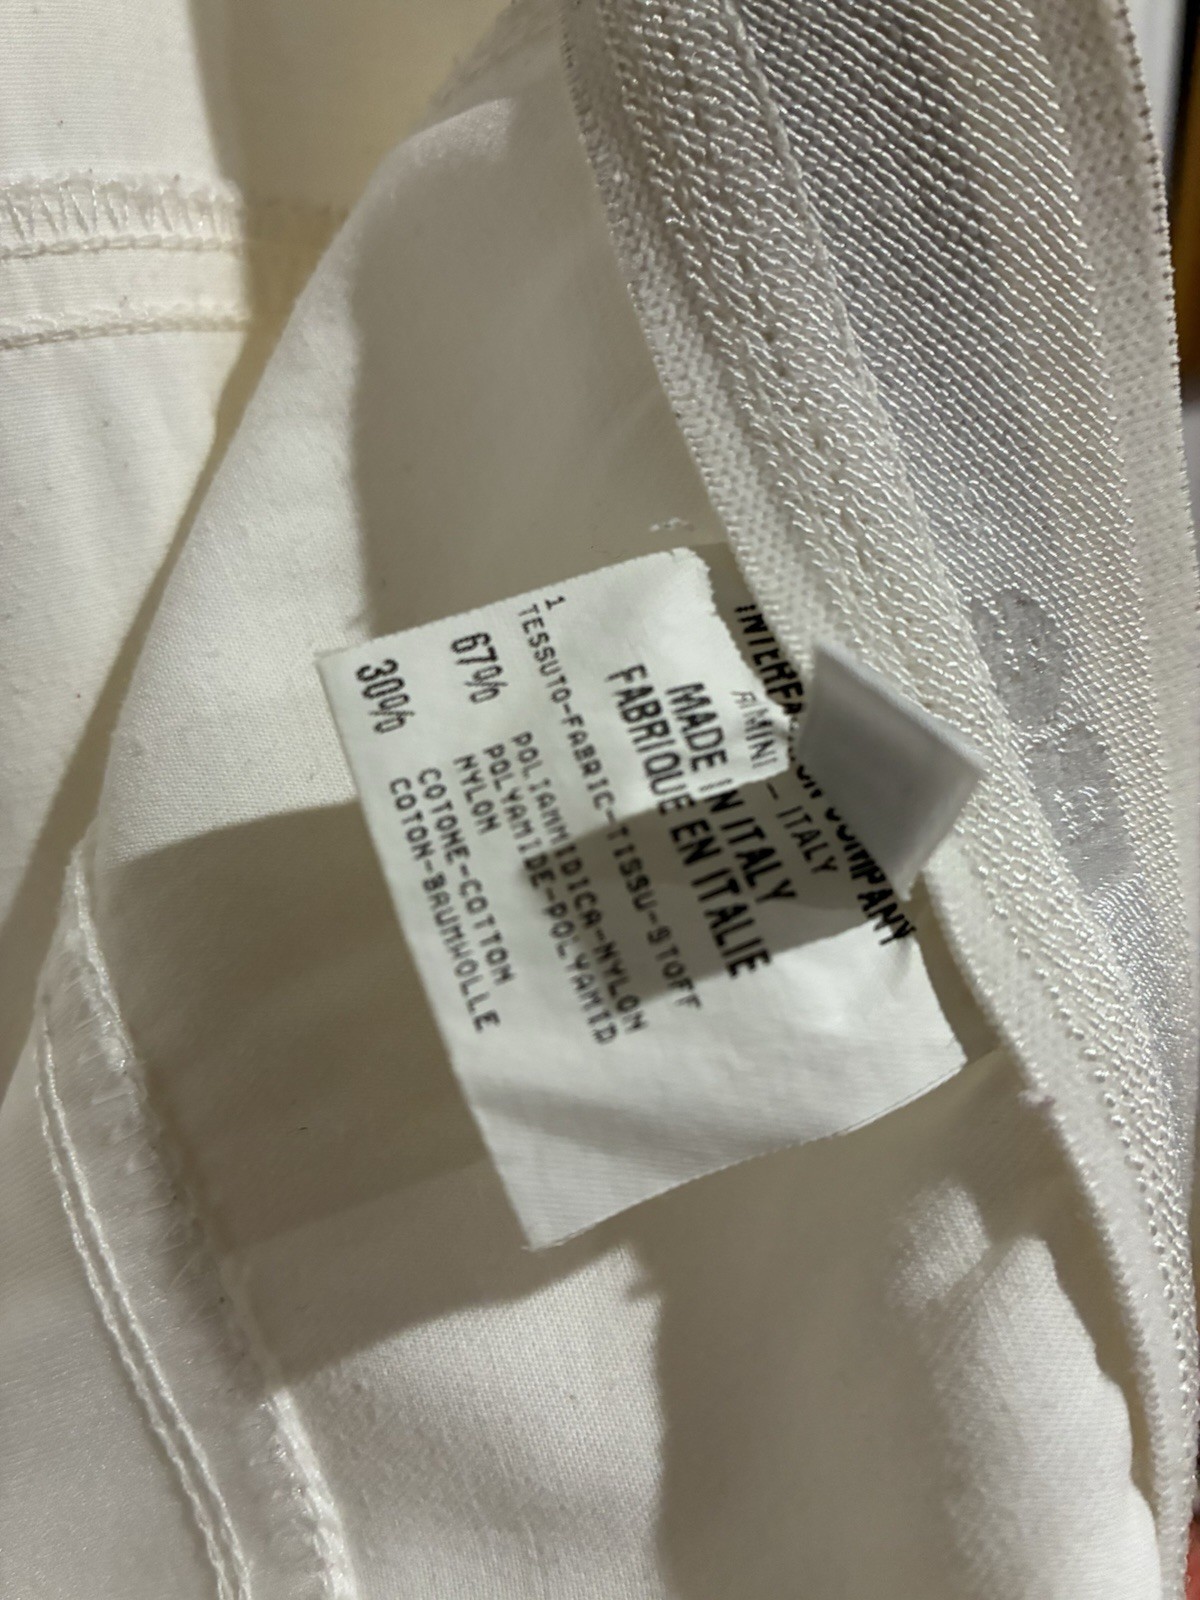 COMPANY
RIMINI - ITALY
MADE IN ITALY
FABRIQUE EN ITALIE
1
TESSUTO-FABRIC-TISSU-STOFF
67% POLIAMMIDICA-NYLON
POLYAMIDE-POLYAMID
NYLON
30% COTONE-COTTON
COTON-BAUMWOLLE